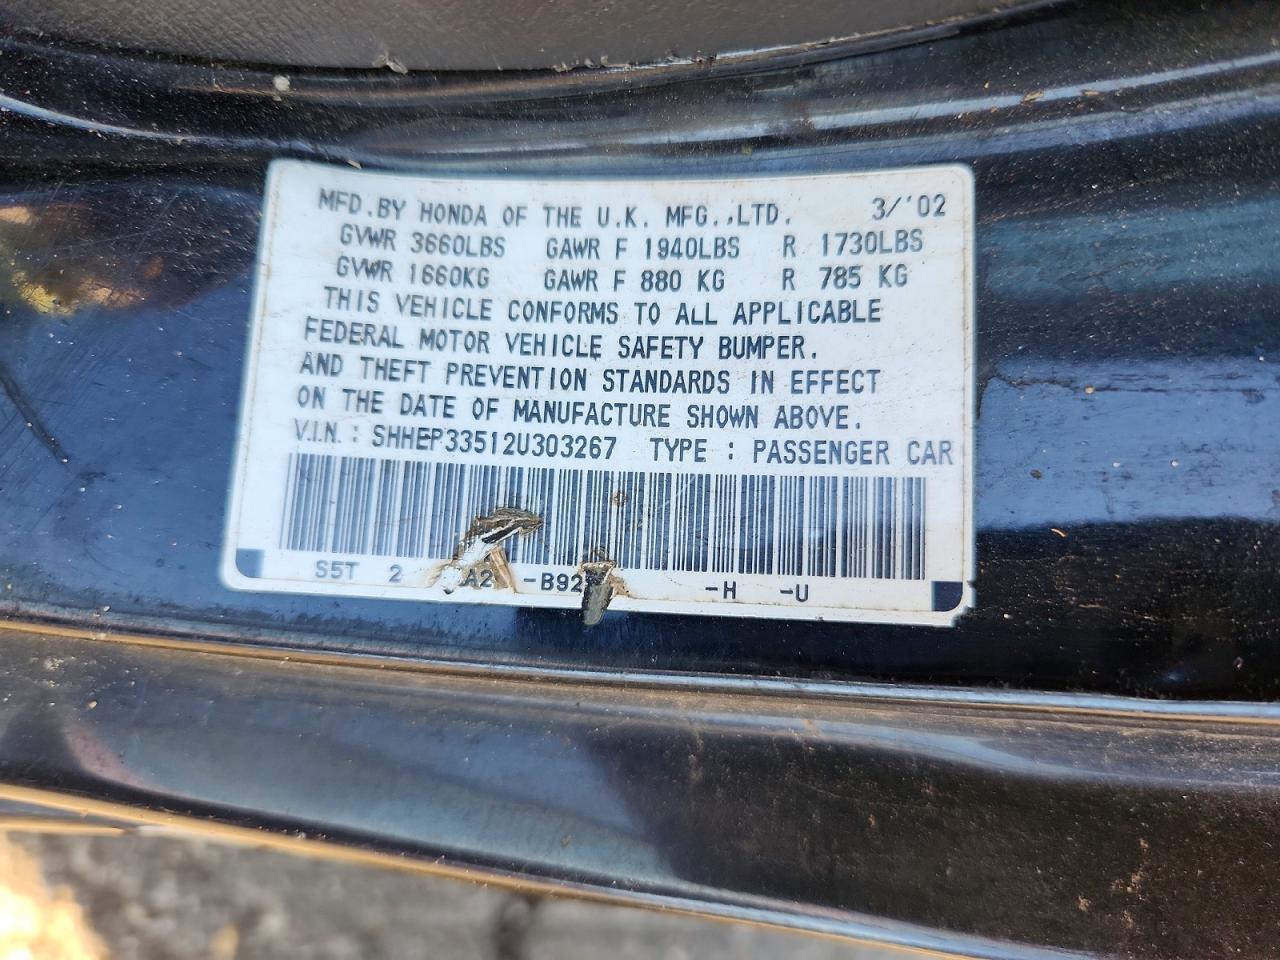 MFD.BY HONDA OF THE U.K. MFG.,LTD. 3/'02
GVWR 3660LBS GAWR F 1940LBS R 1730LBS
GVWR 1660KG GAWR F 880 KG R 785 KG
THIS VEHICLE CONFORMS TO ALL APPLICABLE
FEDERAL MOTOR VEHICLE SAFETY BUMPER.
AND THEFT PREVENTION STANDARDS IN EFFECT
ON THE DATE OF MANUFACTURE SHOWN ABOVE.
V.I.N. : SHHEP33512U303267 TYPE : PASSENGER CAR
S5T 2 -H -U